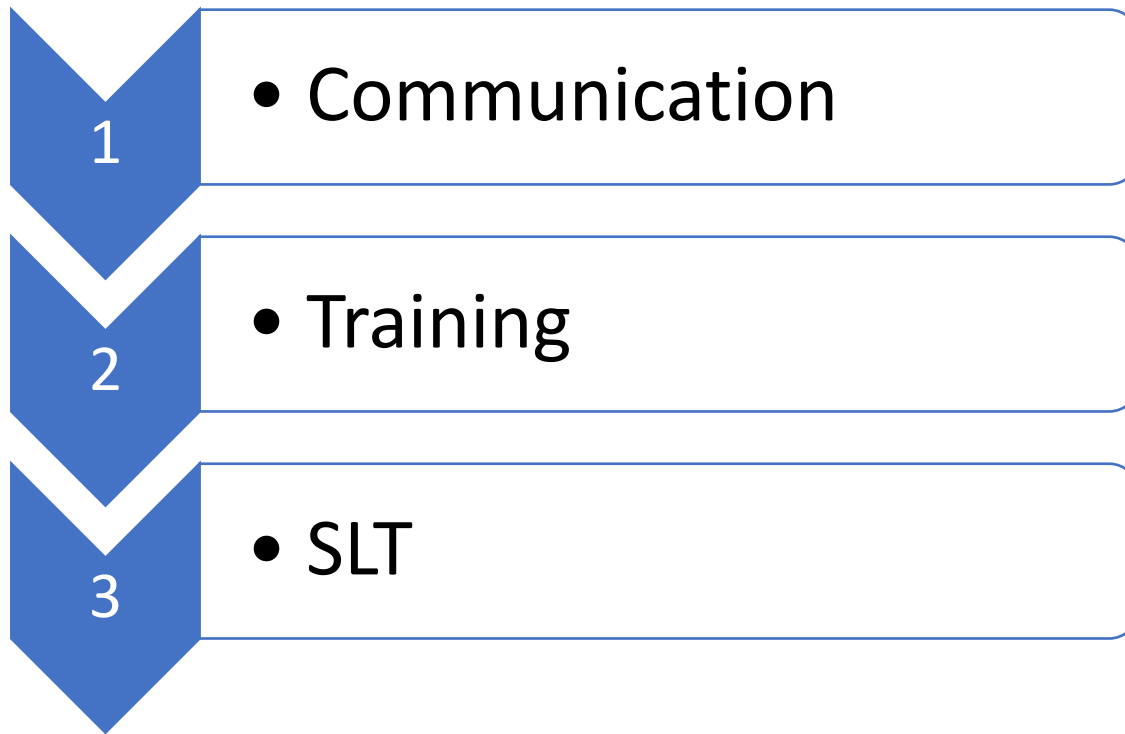 1
• Communication
2
• Training
3
• SLT